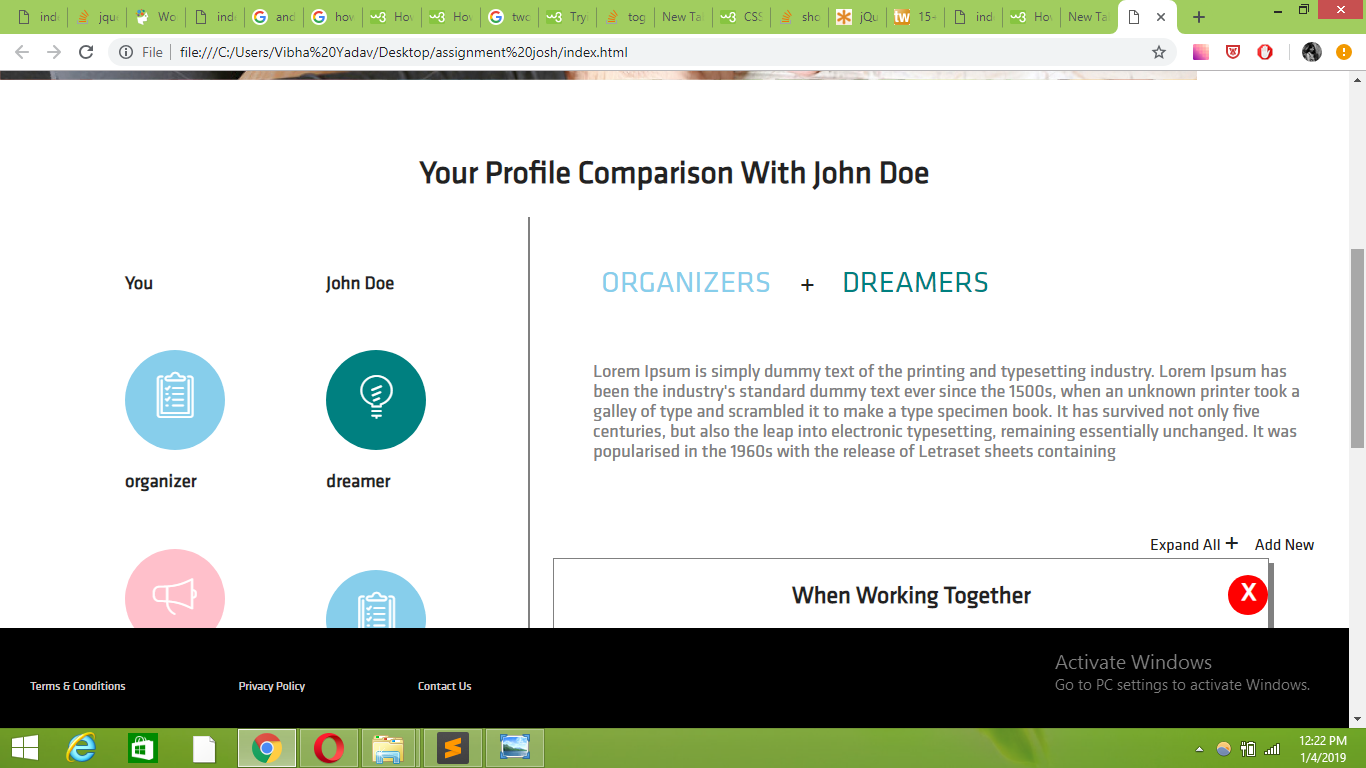 ind
jqu
Wo
ind
and
how
Hov
Hov
two
Try
tog
New Tal
CSS
sho
jQu
15-
ind
Hov
New Tal
File
file:///C:/Users/Vibha%20Yadav/Desktop/assignment%20josh/index.html
Your Profile Comparison With John Doe
You
John Doe
organizer
dreamer
ORGANIZERS + DREAMERS
Lorem Ipsum is simply dummy text of the printing and typesetting industry. Lorem Ipsum has
been the industry's standard dummy text ever since the 1500s, when an unknown printer took a
galley of type and scrambled it to make a type specimen book. It has survived not only five
centuries, but also the leap into electronic typesetting, remaining essentially unchanged. It was
popularised in the 1960s with the release of Letraset sheets containing
Expand All + Add New
When Working Together
X
Terms & Conditions
Privacy Policy
Contact Us
Activate Windows
Go to PC settings to activate Windows.
12:22 PM
1/4/2019